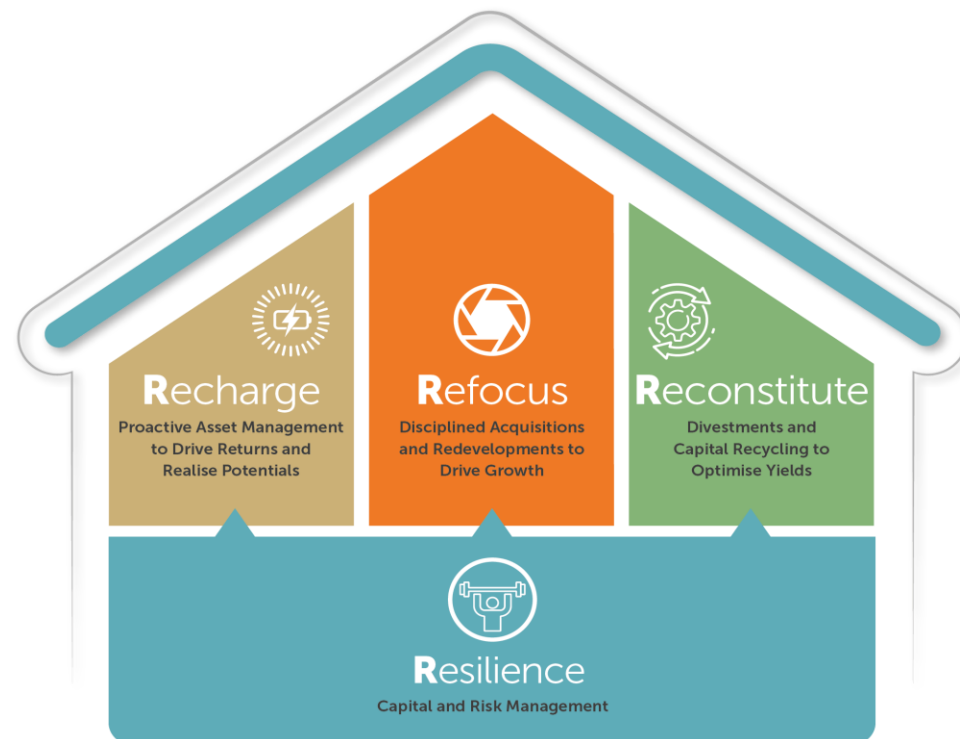 Recharge
Proactive Asset Management
to Drive Returns and
Realise Potentials
Refocus
Disciplined Acquisitions
and Redevelopments to
Drive Growth
Reconstitute
Divestments and
Capital Recycling to
Optimise Yields
Resilience
Capital and Risk Management